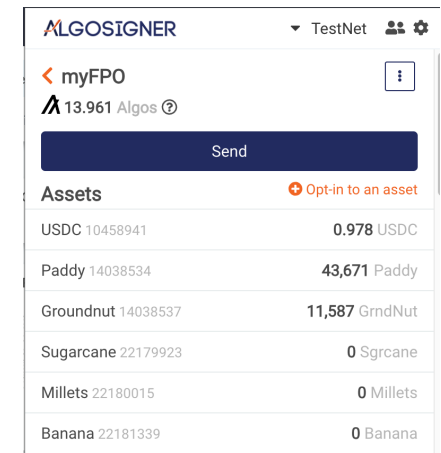 ALGOSIGNER TestNet
myFPO
13.961 Algos
Send
Assets Opt-in to an asset
USDC 10458941 0.978 USDC
Paddy 14038534 43,671 Paddy
Groundnut 14038537 11,587 GrndNut
Sugarcane 22179923 0 Sgrcane
Millets 22180015 0 Millets
Banana 22181339 0 Banana